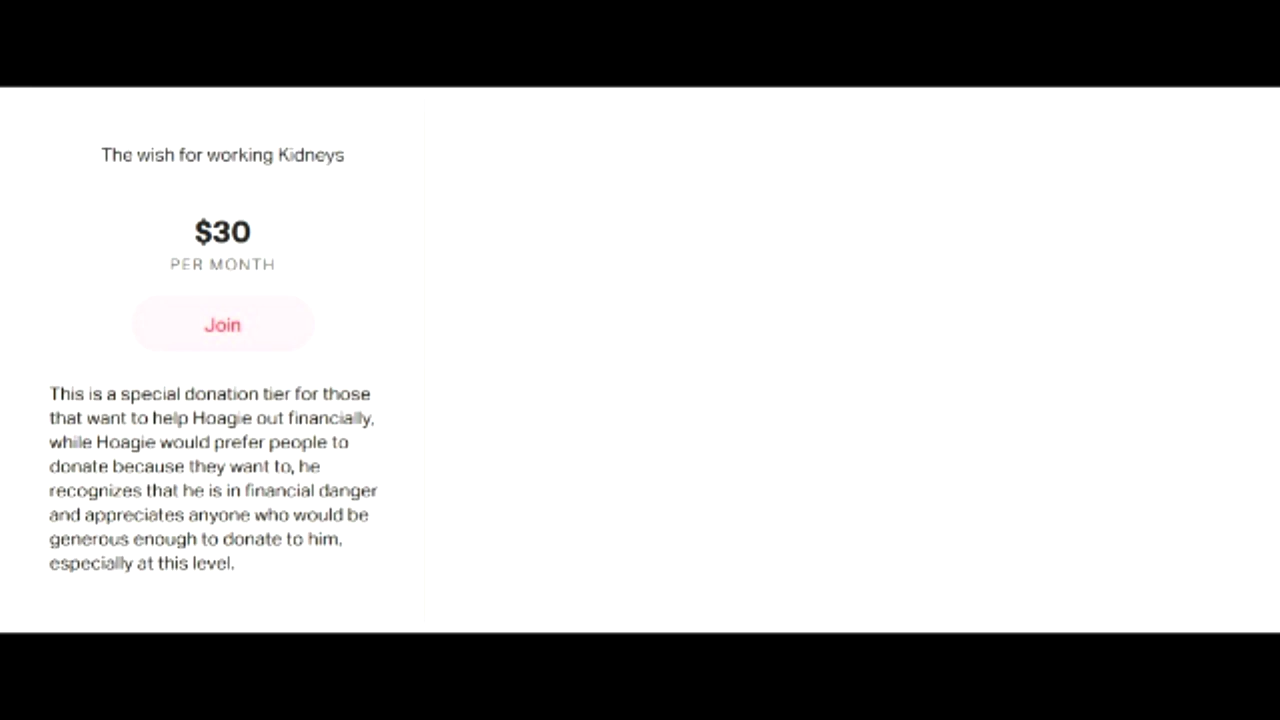 The wish for working Kidneys
$30
PER MONTH
Join
This is a special donation tier for those
that want to help Hoagie out financially,
while Hoagie would prefer people to
donate because they want to, he
recognizes that he is in financial danger
and appreciates anyone who would be
generous enough to donate to him,
especially at this level.